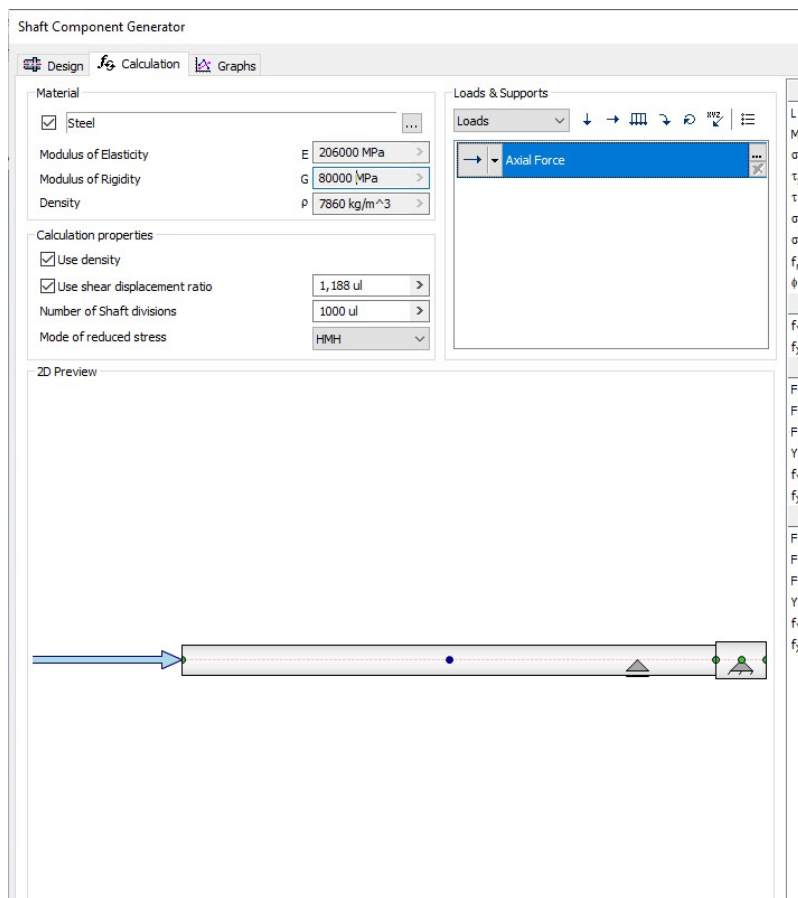 Shaft Component Generator
Design Calculation Graphs
Material
Steel ...
Modulus of Elasticity E 206000 MPa >
Modulus of Rigidity G 80000 MPa >
Density ρ 7860 kg/m^3 >
Calculation properties
Use density
Use shear displacement ratio 1,188 ul >
Number of Shaft divisions 1000 ul >
Mode of reduced stress HMH
Loads & Supports
Loads
Axial Force ...
2D Preview